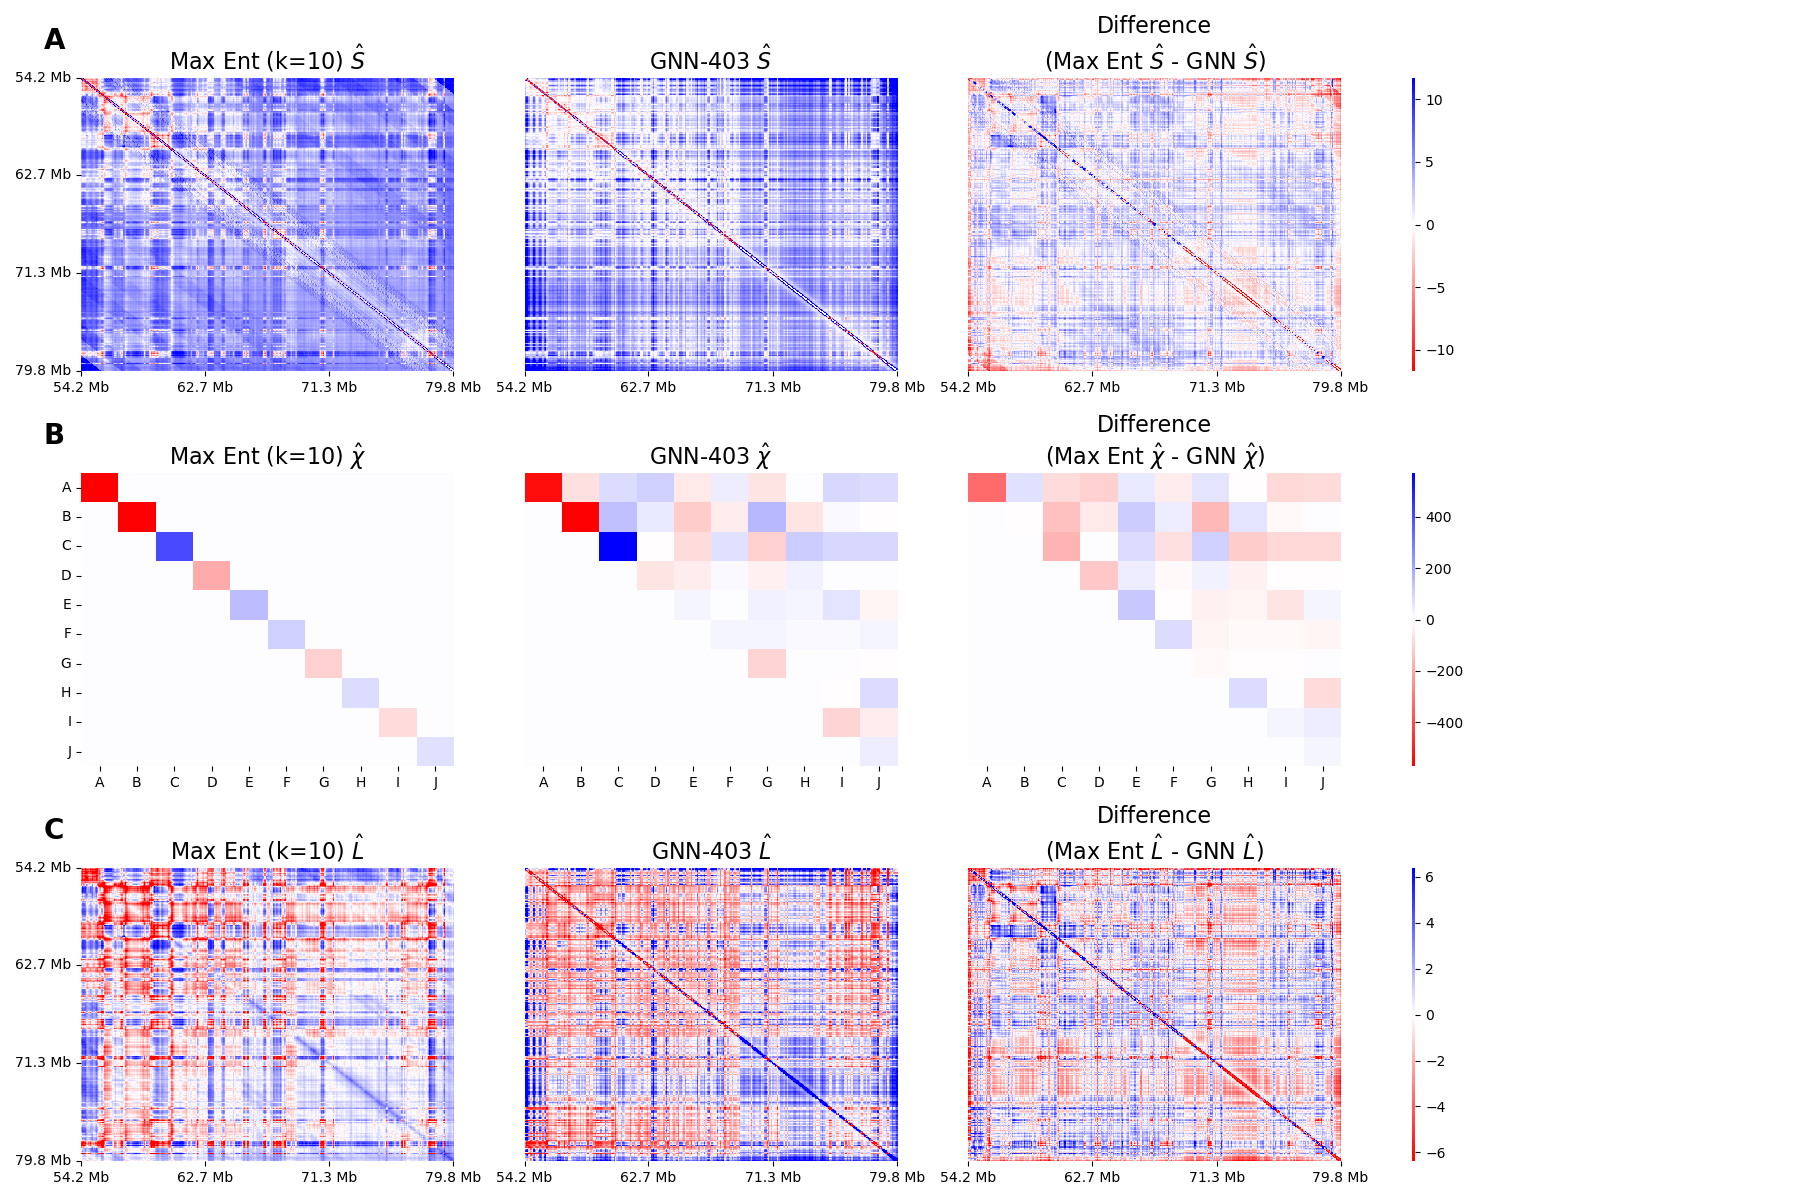 A
Max Ent (k=10) Ŝ
GNN-403 Ŝ
Difference
(Max Ent Ŝ - GNN Ŝ)
54.2 Mb
62.7 Mb
71.3 Mb
79.8 Mb
54.2 Mb 62.7 Mb 71.3 Mb 79.8 Mb
54.2 Mb 62.7 Mb 71.3 Mb 79.8 Mb
54.2 Mb 62.7 Mb 71.3 Mb 79.8 Mb
10
5
0
−5
−10
B
Max Ent (k=10) χ̂
GNN-403 χ̂
Difference
(Max Ent χ̂ - GNN χ̂)
A
B
C
D
E
F
G
H
I
J
A B C D E F G H I J
A B C D E F G H I J
A B C D E F G H I J
400
200
0
−200
−400
C
Max Ent (k=10) L̂
GNN-403 L̂
Difference
(Max Ent L̂ - GNN L̂)
54.2 Mb
62.7 Mb
71.3 Mb
79.8 Mb
54.2 Mb 62.7 Mb 71.3 Mb 79.8 Mb
54.2 Mb 62.7 Mb 71.3 Mb 79.8 Mb
54.2 Mb 62.7 Mb 71.3 Mb 79.8 Mb
6
4
2
0
−2
−4
−6